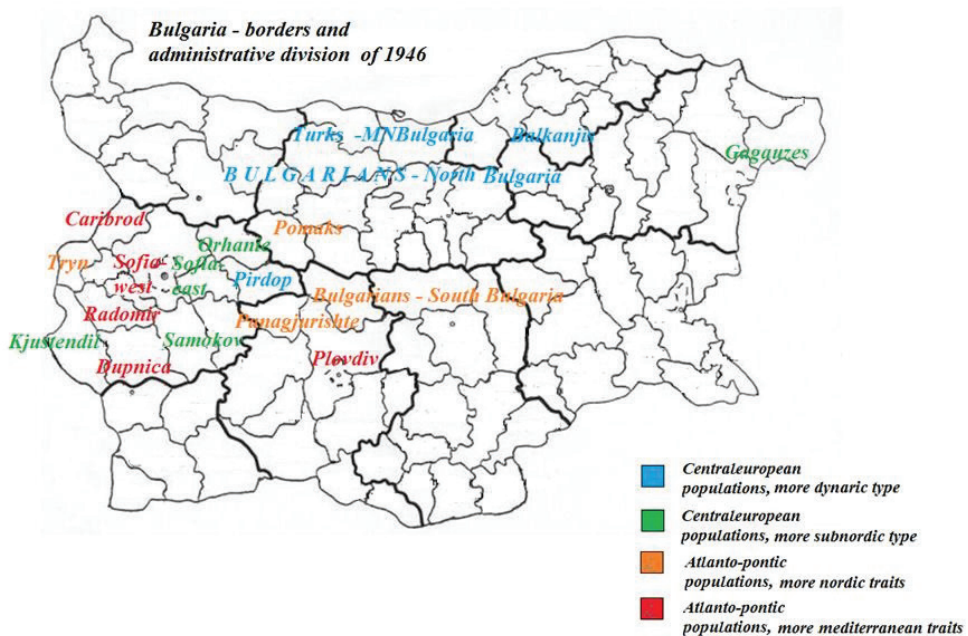 Bulgaria - borders and
administrative division of 1946
Turks -MNBulgaria
Balkanjie
Gagauzes
BULGARIANS - North Bulgaria
Caribrod
Pomaks
Orhanie
Tryn
Sofia-
west
Sofia-
east
Pirdop
Bulgarians - South Bulgaria
Radomir
Panagjurishte
Kjustendil
Samokov
Dupnica
Plovdiv
Centraleuropean
populations, more dynaric type
Centraleuropean
populations, more subnordic type
Atlanto-pontic
populations, more nordic traits
Atlanto-pontic
populations, more mediterranean traits